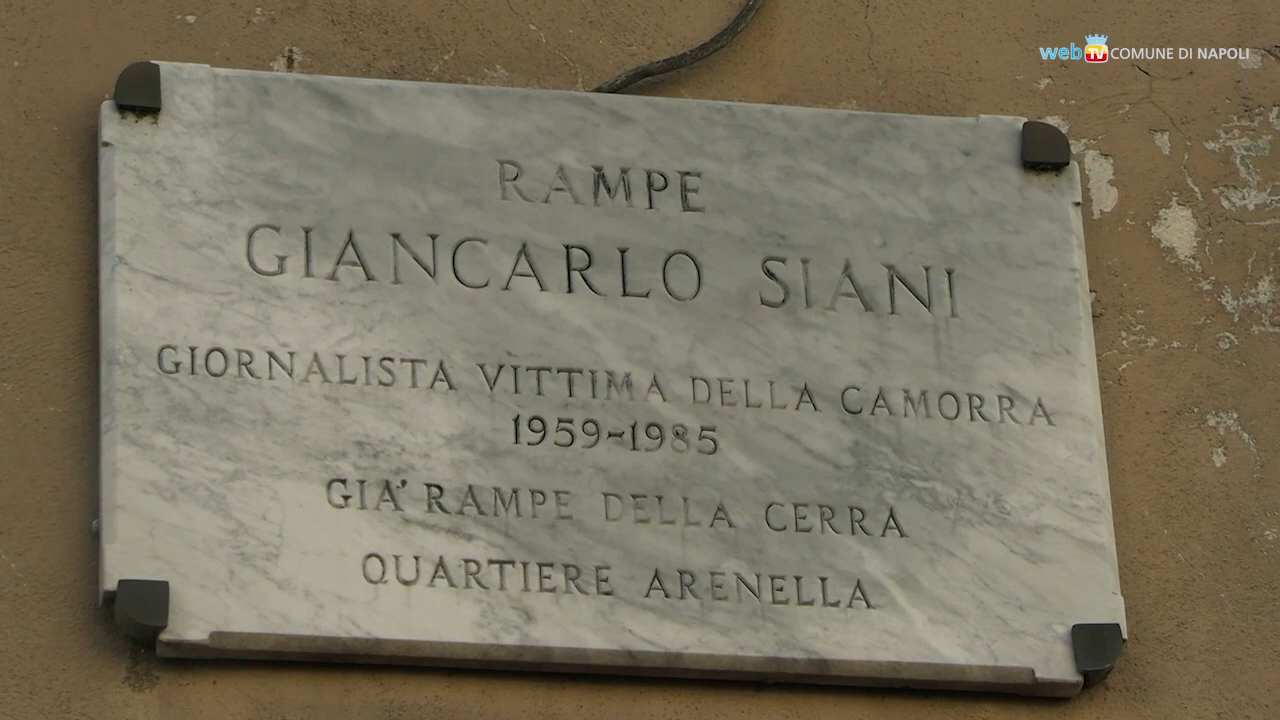 web TV COMUNE DI NAPOLI
RAMPE
GIANCARLO SIANI
GIORNALISTA VITTIMA DELLA CAMORRA
1959-1985
GIA' RAMPE DELLA CERRA
QUARTIERE ARENELLA